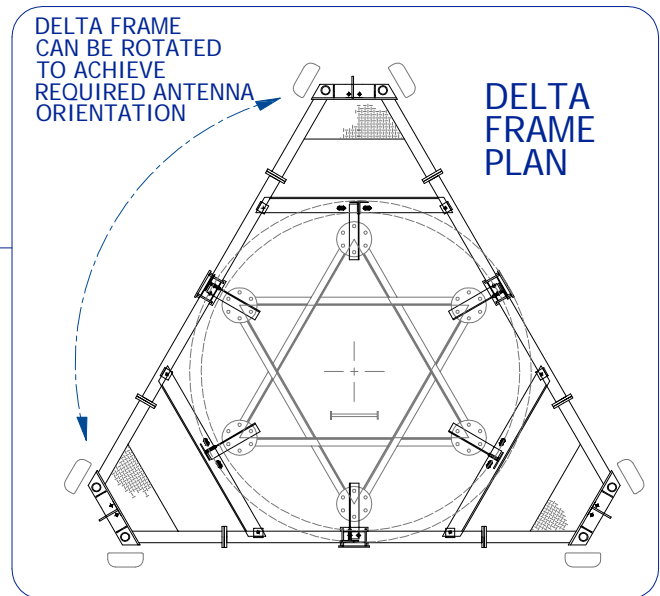 DELTA FRAME
CAN BE ROTATED
TO ACHIEVE
REQUIRED ANTENNA
ORIENTATION
DELTA
FRAME
PLAN